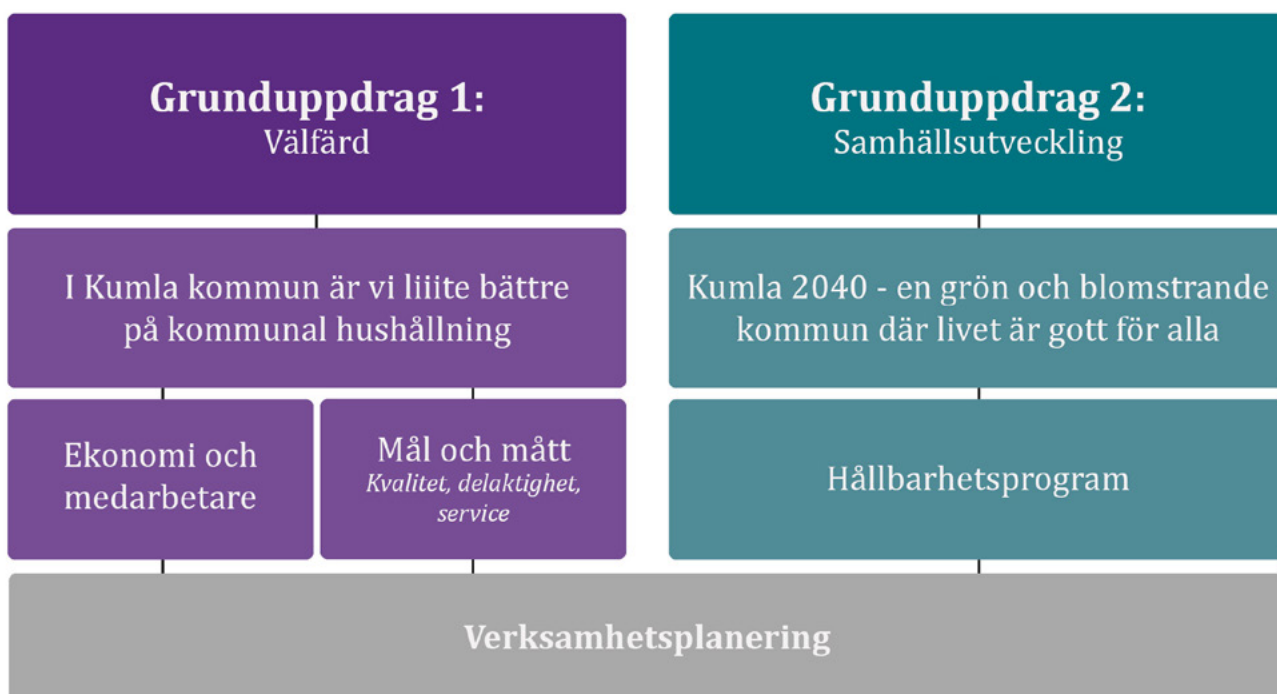 Grunduppdrag 1:
Välfärd
I Kumla kommun är vi liiite bättre
på kommunal hushållning
Ekonomi och
medarbetare
Mål och mått
Kvalitet, delaktighet,
service
Grunduppdrag 2:
Samhällsutveckling
Kumla 2040 - en grön och blomstrande
kommun där livet är gott för alla
Hållbarhetsprogram
Verksamhetsplanering